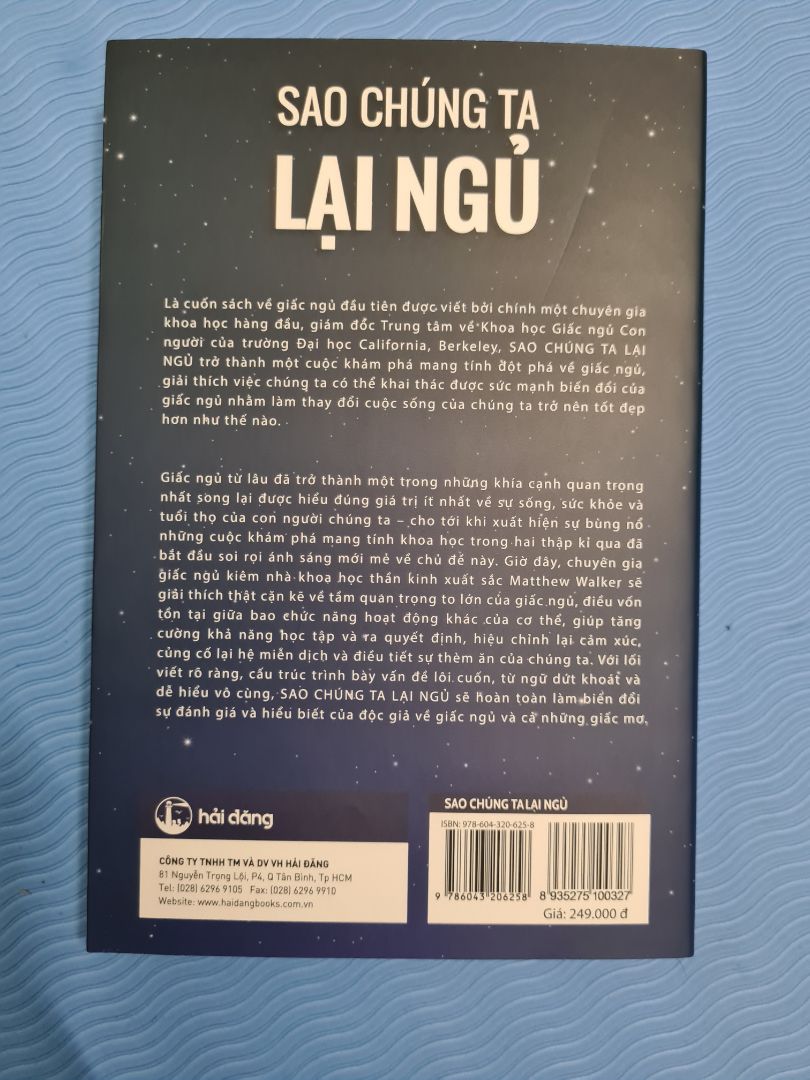 SAO CHÚNG TA
LẠI NGỦ
Là cuốn sách về giấc ngủ đầu tiên được viết bởi chính một chuyên gia
khoa học hàng đầu, giám đốc Trung tâm về Khoa học Giấc ngủ Con
người của trường Đại học California, Berkeley, SAO CHÚNG TA LẠI
NGỦ trở thành một cuộc khám phá mang tính đột phá về giấc ngủ,
giải thích việc chúng ta có thể khai thác được sức mạnh biến đổi của
giấc ngủ nhằm làm thay đổi cuộc sống của chúng ta trở nên tốt đẹp
hơn như thế nào.
Giấc ngủ từ lâu đã trở thành một trong những khía cạnh quan trọng
nhất song lại được hiểu đúng giá trị ít nhất về sự sống, sức khỏe và
tuổi thọ của con người chúng ta – cho tới khi xuất hiện sự bùng nổ
những cuộc khám phá mang tính khoa học trong hai thập kỉ qua đã
bắt đầu soi rọi ánh sáng mới mẻ về chủ đề này. Giờ đây, chuyên gia
giấc ngủ kiêm nhà khoa học thần kinh xuất sắc Matthew Walker sẽ
giải thích thật cặn kẽ về tầm quan trọng to lớn của giấc ngủ, điều vốn
tồn tại giữa bao chức năng hoạt động khác của cơ thể, giúp tăng
cường khả năng học tập và ra quyết định, hiệu chỉnh lại cảm xúc,
củng cố lại hệ miễn dịch và điều tiết sự thèm ăn của chúng ta. Với lối
viết rõ ràng, cấu trúc trình bày vấn đề lôi cuốn, từ ngữ dứt khoát và
dễ hiểu vô cùng, SAO CHÚNG TA LẠI NGỦ sẽ hoàn toàn làm biến đổi
sự đánh giá và hiểu biết của độc giả về giấc ngủ và cả những giấc mơ.
hải đăng
CÔNG TY TNHH TM VÀ DV VH HẢI ĐĂNG
81 Nguyễn Trọng Lội, P4, Q Tân Bình, Tp HCM
Tel: (028) 6296 9105 Fax: (028) 6296 9910
Website: www.haidangbooks.com.vn
SAO CHÚNG TA LẠI NGỦ
ISBN: 978-604-320-625-8
9 786043 206258
8 935275 100327
Giá: 249.000 đ